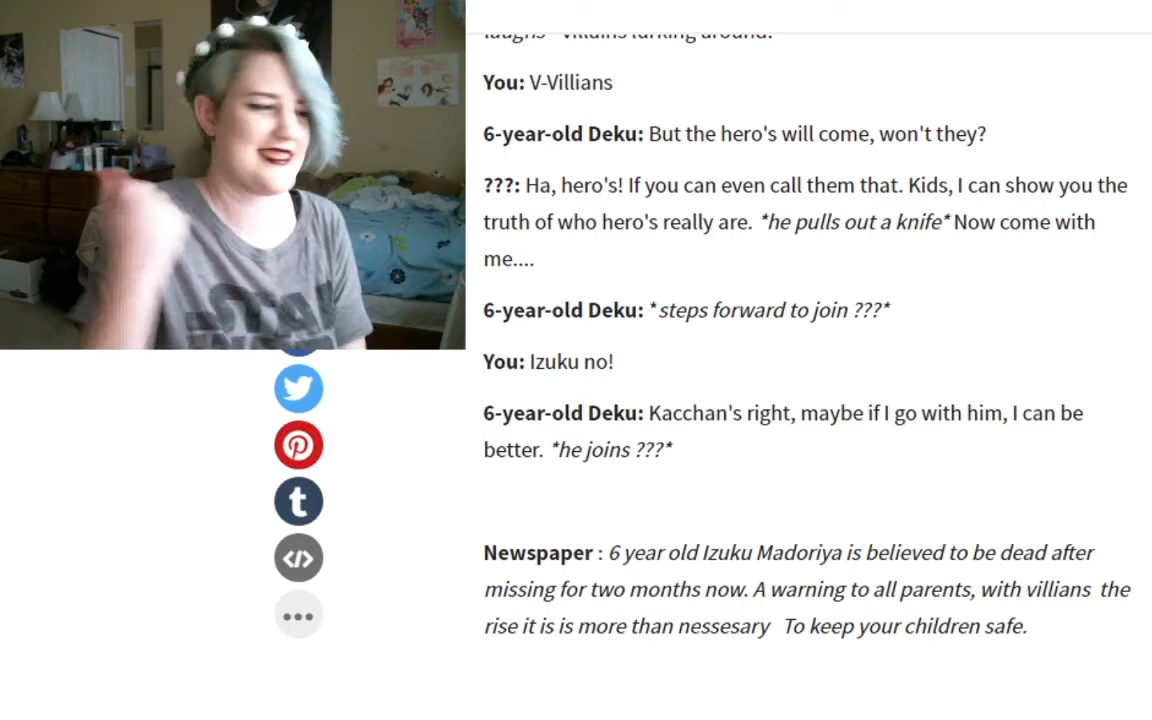 laughs* Villains lurking around.
You: V-Villians
6-year-old Deku: But the hero's will come, won't they?
???: Ha, hero's! If you can even call them that. Kids, I can show you the
truth of who hero's really are. *he pulls out a knife* Now come with
me....
6-year-old Deku: *steps forward to join ???*
You: Izuku no!
6-year-old Deku: Kacchan's right, maybe if I go with him, I can be
better. *he joins ???*
Newspaper : 6 year old Izuku Madoriya is believed to be dead after
missing for two months now. A warning to all parents, with villians the
rise it is is more than nessesary To keep your children safe.